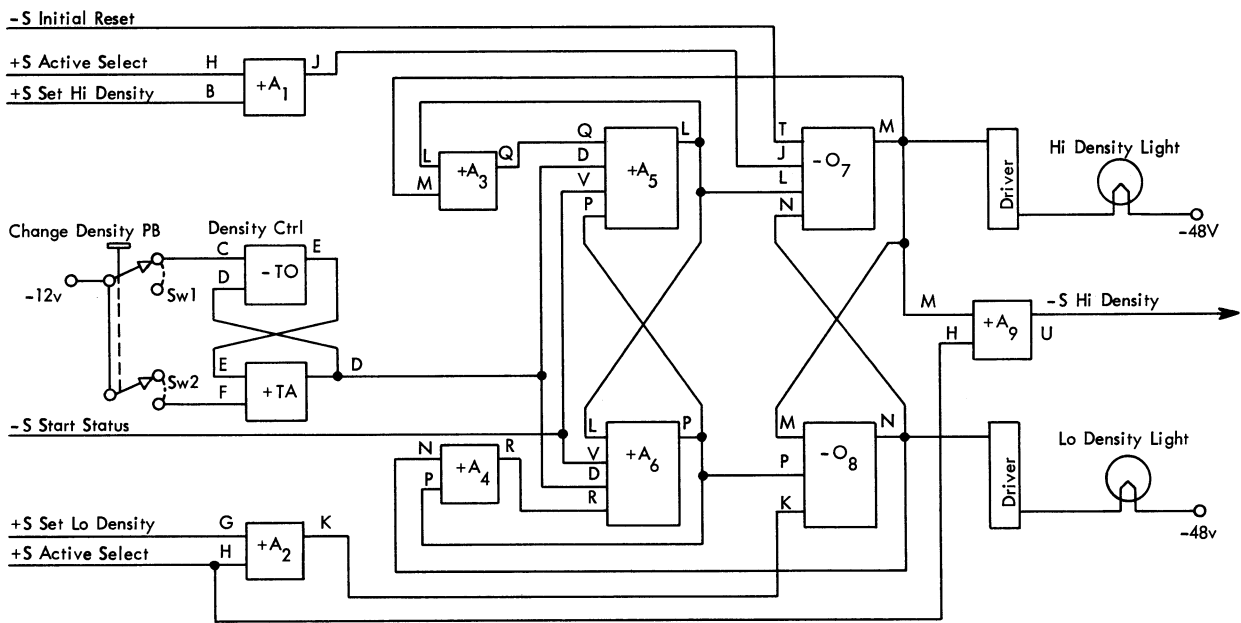 -S Initial Reset
+S Active Select H J
+S Set Hi Density B
+A1
M
T
J
L
N
-O7
L
M
+A3
Q
Q
D
V
P
+A5
L
Driver
Hi Density Light
-48V
Change Density PB
-12v
Sw1
Sw2
Density Ctrl
C
D
-TO
E
E
F
+TA
D
M
H
+A9
-S Hi Density
U
-S Start Status
N
P
+A4
R
L
V
D
R
+A6
P
M
P
K
-O8
N
Driver
Lo Density Light
-48v
+S Set Lo Density G K
+S Active Select H
+A2